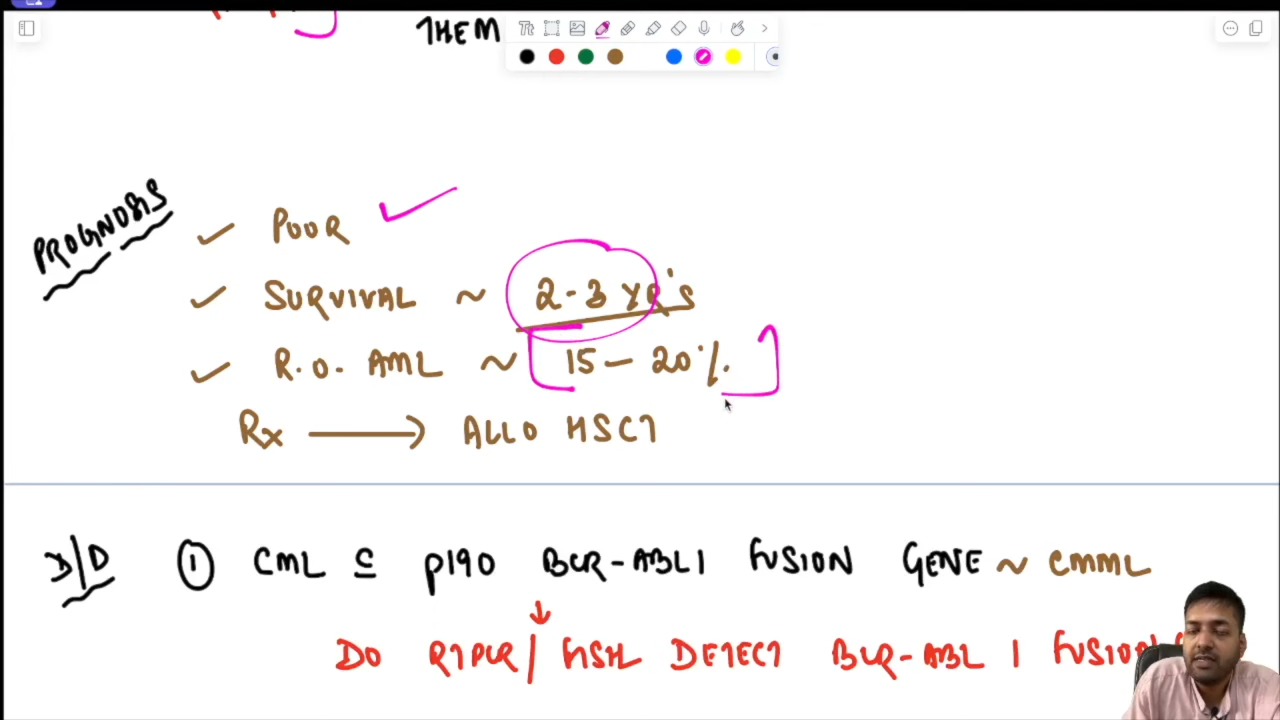 THEM
PROGNOSIS
✓ POOR
✓ SURVIVAL ~ 2-3 YR'S
✓ R.O. AML ~ 15 – 20%
Rx → ALLO HSCT
D/D ① CML c̄ p190 BCR-ABL1 FUSION GENE ~ CMML
↓
DO RTPCR / FISH DETECT BCR-ABL 1 FUSION